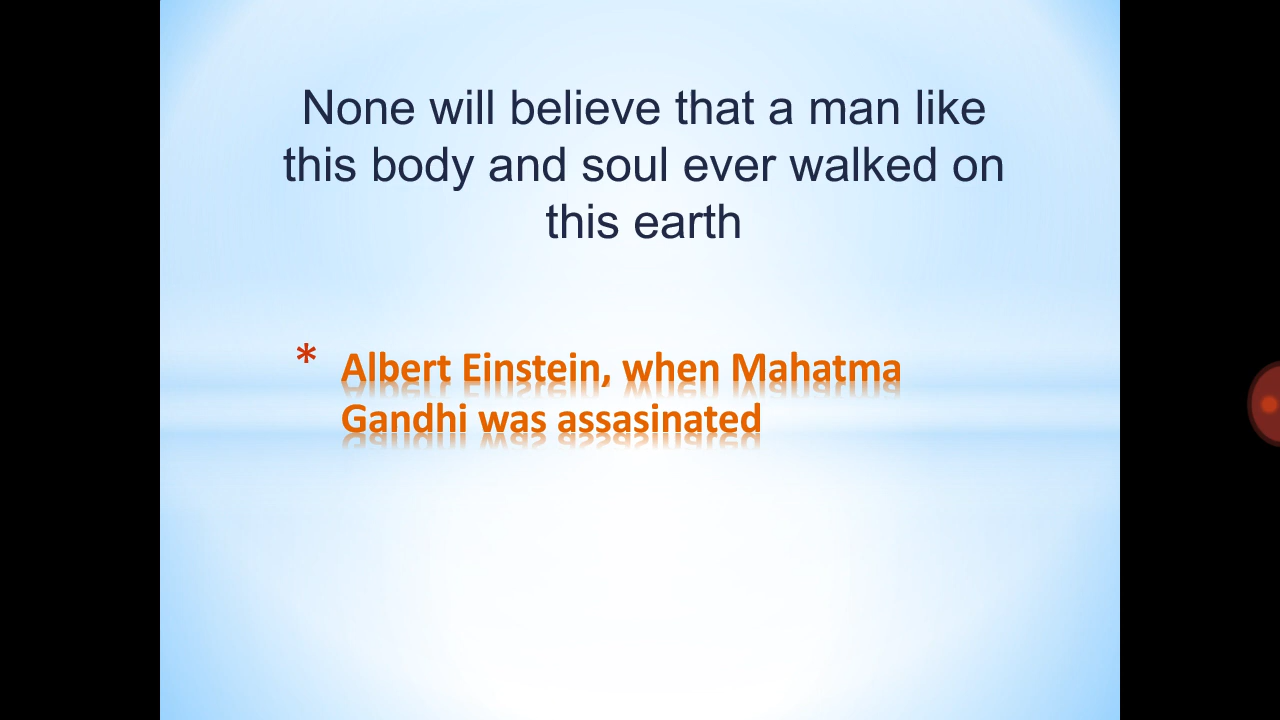 None will believe that a man like
this body and soul ever walked on
this earth
* Albert Einstein, when Mahatma
Gandhi was assasinated